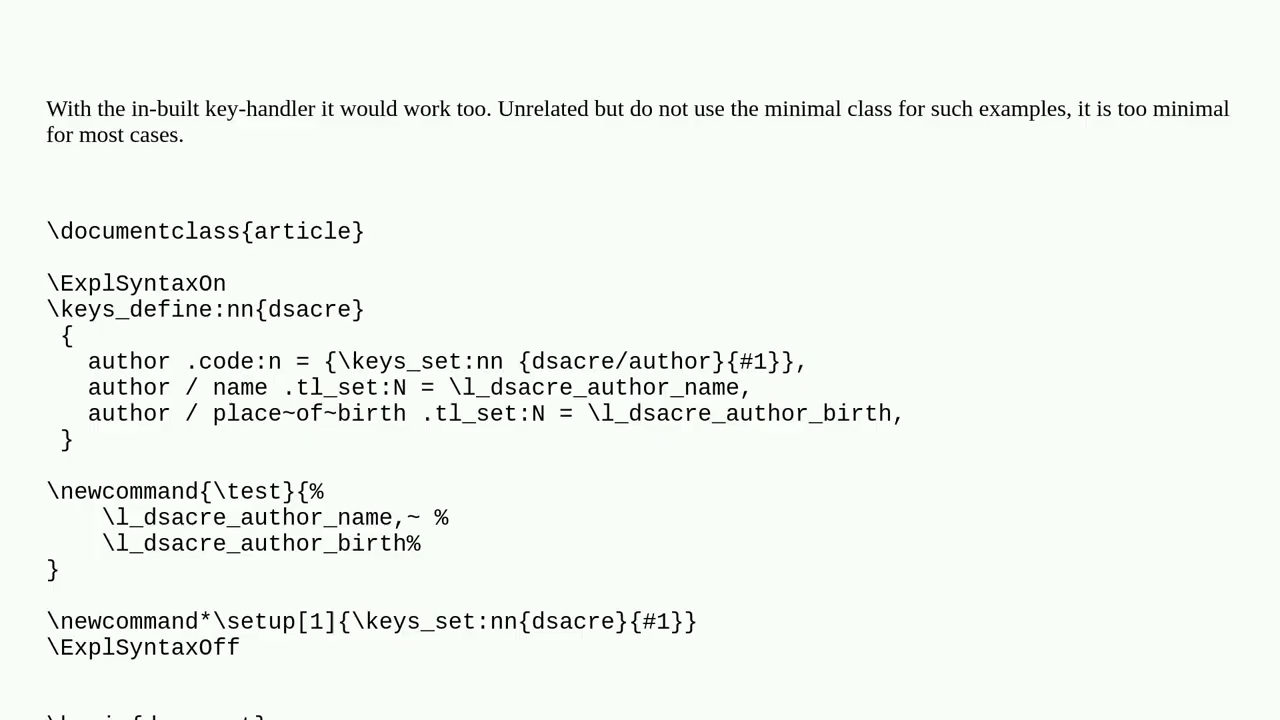 With the in-built key-handler it would work too. Unrelated but do not use the minimal class for such examples, it is too minimal
for most cases.
\documentclass{article}
\ExplSyntaxOn
\keys_define:nn{dsacre}
 {
   author .code:n = {\keys_set:nn {dsacre/author}{#1}},
   author / name .tl_set:N = \l_dsacre_author_name,
   author / place~of~birth .tl_set:N = \l_dsacre_author_birth,
 }
\newcommand{\test}{%
    \l_dsacre_author_name,~ %
    \l_dsacre_author_birth%
}
\newcommand*\setup[1]{\keys_set:nn{dsacre}{#1}}
\ExplSyntaxOff